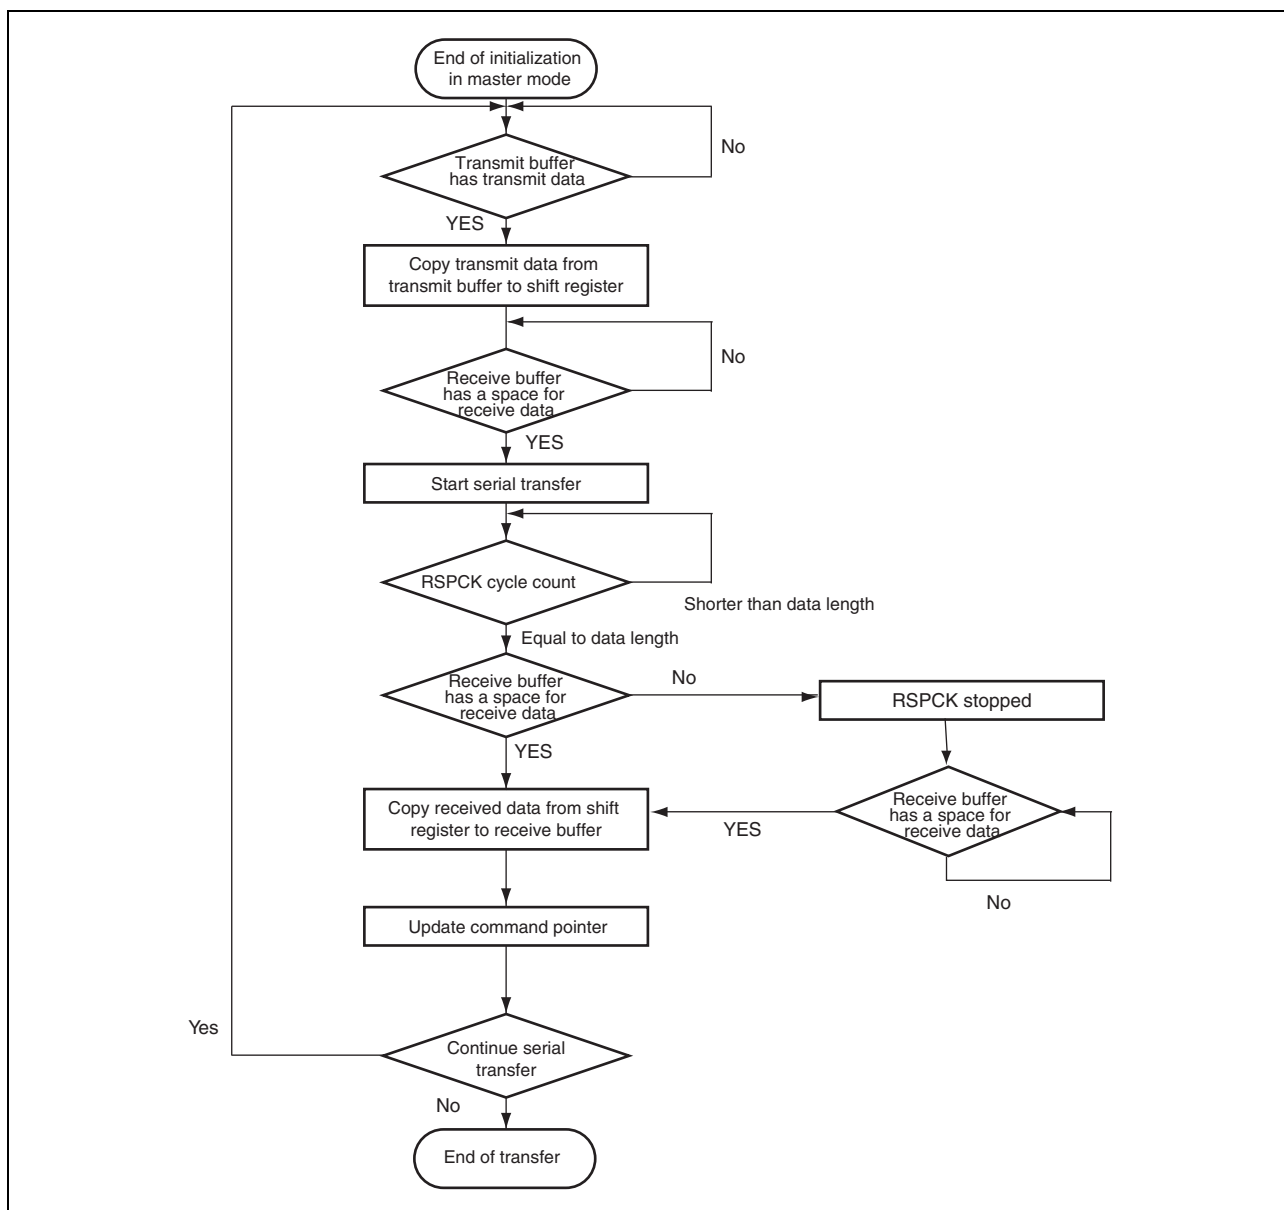 End of initialization
in master mode
No
Transmit buffer
has transmit data
YES
Copy transmit data from
transmit buffer to shift register
No
Receive buffer
has a space for
receive data
YES
Start serial transfer
RSPCK cycle count
Shorter than data length
Equal to data length
Receive buffer
has a space for
receive data
No
RSPCK stopped
YES
Copy received data from shift
register to receive buffer
YES
Receive buffer
has a space for
receive data
No
Update command pointer
Yes
Continue serial
transfer
No
End of transfer